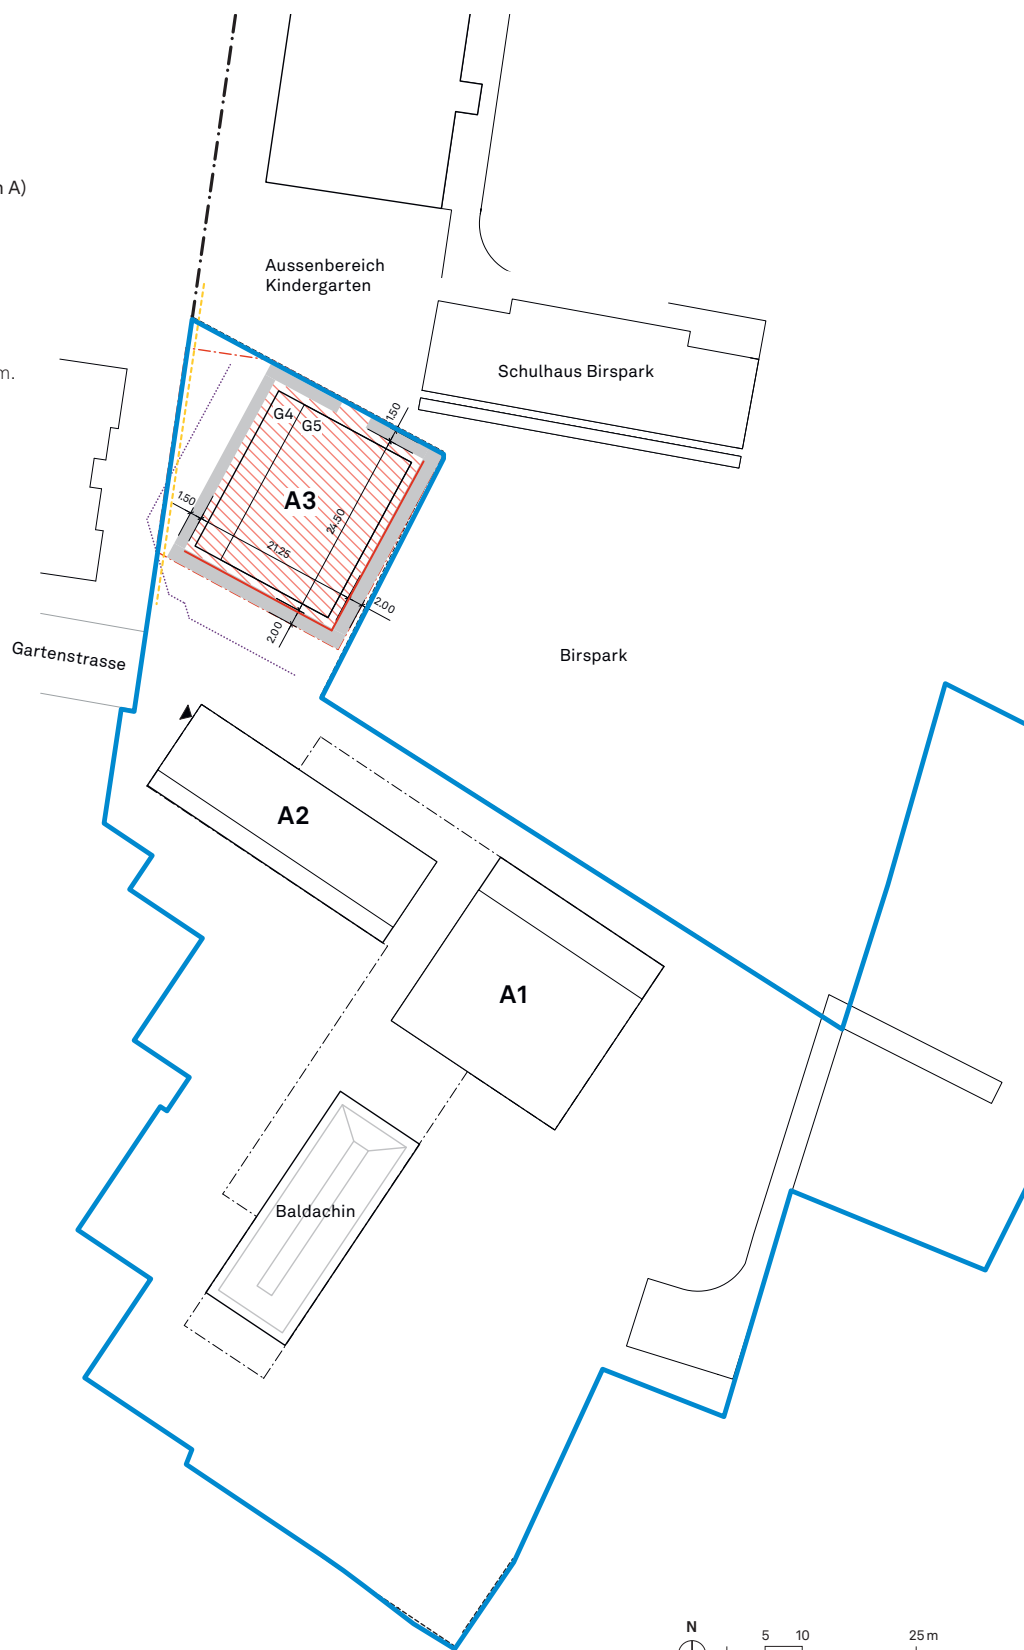 n A)
Aussenbereich
Kindergarten
m.
Schulhaus Birspark
1.50
G4
G5
A3
1.50
24.50
21.25
2.00
2.00
Gartenstrasse
Birspark
A2
A1
Baldachin
N
5 10 25 m